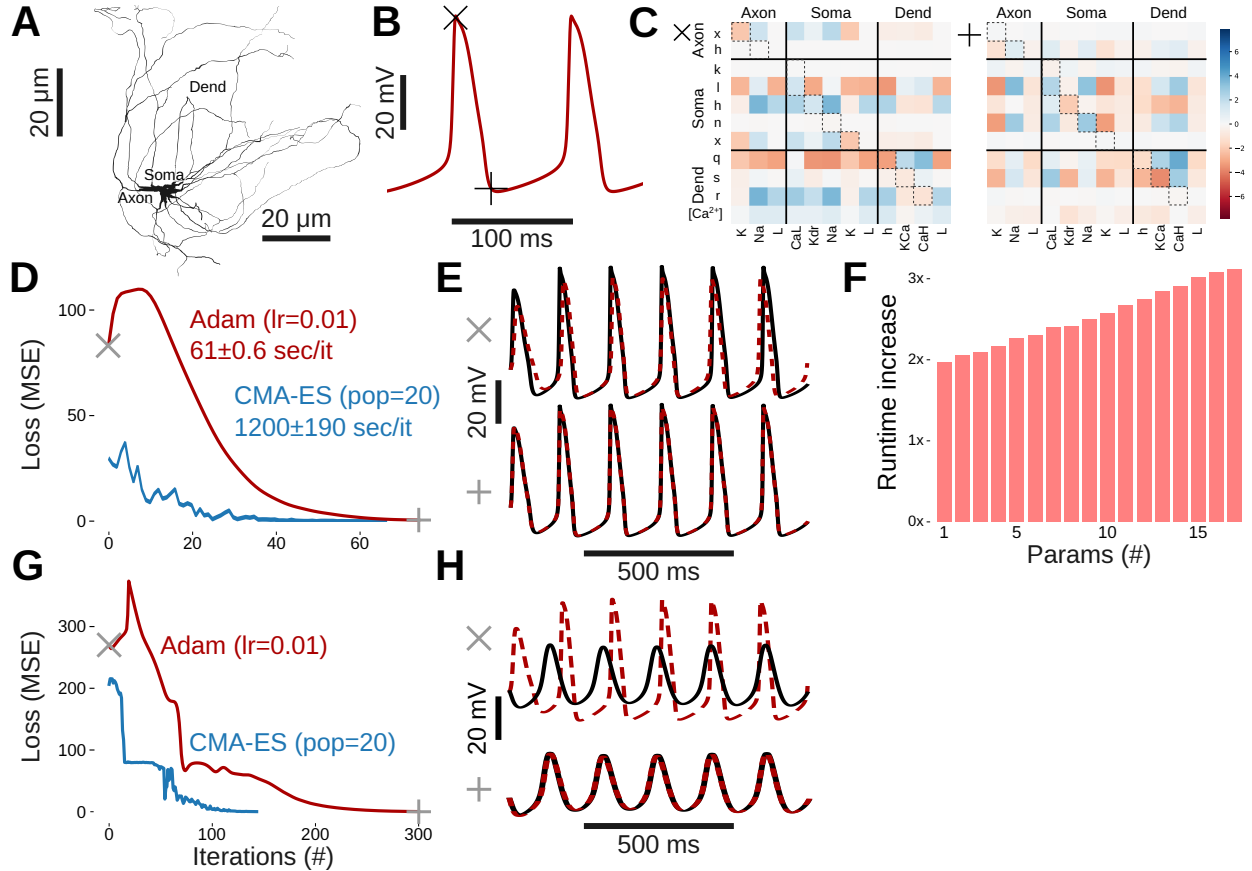 A
20 µm
Dend
Soma
Axon
20 µm
B
20 mV
100 ms
C
Axon Soma Dend
Axon
x
h
Soma
k
l
h
n
x
Dend
q
s
r
[Ca²⁺]
K Na L CaL Kdr Na K L h KCa CaH L
Axon Soma Dend
K Na L CaL Kdr Na K L h KCa CaH L
6
4
2
0
−2
−4
−6
D
Loss (MSE)
100
50
0
0 20 40 60
Adam (lr=0.01)
61±0.6 sec/it
CMA-ES (pop=20)
1200±190 sec/it
E
20 mV
500 ms
F
Runtime increase
3x
2x
1x
0x
1 5 10 15
Params (#)
G
Loss (MSE)
300
200
100
0
0 100 200 300
Iterations (#)
Adam (lr=0.01)
CMA-ES (pop=20)
H
20 mV
500 ms